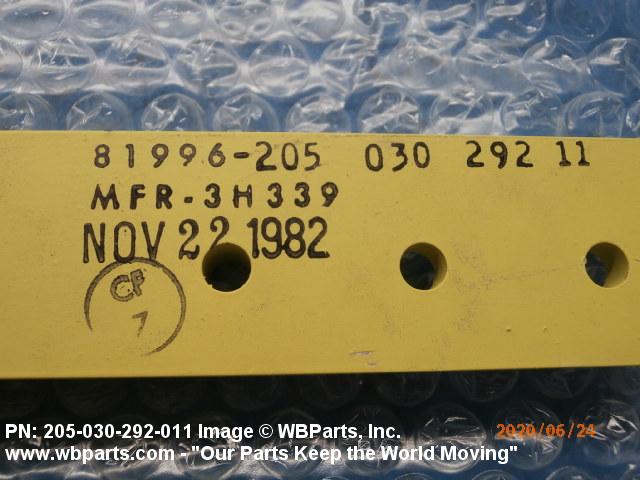 81996-205 030 292 11
MFR-3H339
NOV 22 1982
CF
7
PN: 205-030-292-011 Image © WBParts, Inc.
2020/06/24
www.wbparts.com - "Our Parts Keep the World Moving"